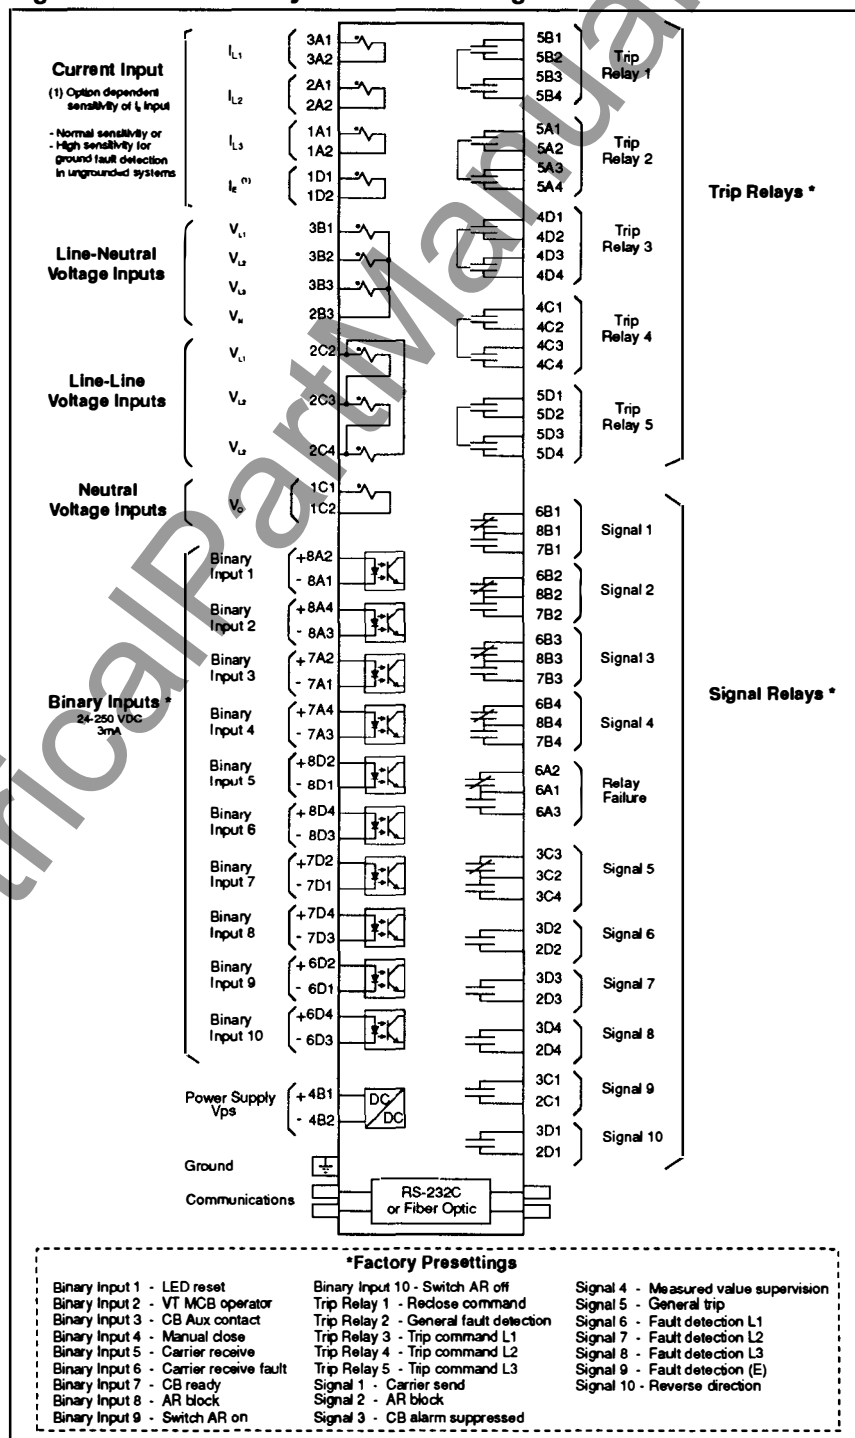 Current Input
(1) Option dependent
sensitivity of IE input
- Normal sensitivity or
- High sensitivity for
ground fault detection
in ungrounded systems
IL1
3A1
3A2
IL2
2A1
2A2
IL3
1A1
1A2
IE (1)
1D1
1D2
Line-Neutral
Voltage Inputs
VL1
3B1
VL2
3B2
VL3
3B3
VN
2B3
Line-Line
Voltage Inputs
VL1
2C2
VL2
2C3
VL2
2C4
Neutral
Voltage Inputs
VO
1C1
1C2
Binary Inputs *
24-250 VDC
3mA
Binary
Input 1
+8A2
- 8A1
Binary
Input 2
+8A4
- 8A3
Binary
Input 3
+7A2
- 7A1
Binary
Input 4
+7A4
- 7A3
Binary
Input 5
+8D2
- 8D1
Binary
Input 6
+8D4
- 8D3
Binary
Input 7
+7D2
- 7D1
Binary
Input 8
+7D4
- 7D3
Binary
Input 9
+6D2
- 6D1
Binary
Input 10
+6D4
- 6D3
Power Supply
Vps
+4B1
- 4B2
DC
DC
Ground
Communications
RS-232C
or Fiber Optic
5B1
5B2
5B3
5B4
Trip
Relay 1
5A1
5A2
5A3
5A4
Trip
Relay 2
4D1
4D2
4D3
4D4
Trip
Relay 3
4C1
4C2
4C3
4C4
Trip
Relay 4
5D1
5D2
5D3
5D4
Trip
Relay 5
Trip Relays *
6B1
8B1
7B1
Signal 1
6B2
8B2
7B2
Signal 2
6B3
8B3
7B3
Signal 3
6B4
8B4
7B4
Signal 4
6A2
6A1
6A3
Relay
Failure
3C3
3C2
3C4
Signal 5
3D2
2D2
Signal 6
3D3
2D3
Signal 7
3D4
2D4
Signal 8
3C1
2C1
Signal 9
3D1
2D1
Signal 10
Signal Relays *
*Factory Presettings
Binary Input 1 - LED reset
Binary Input 2 - VT MCB operator
Binary Input 3 - CB Aux contact
Binary Input 4 - Manual close
Binary Input 5 - Carrier receive
Binary Input 6 - Carrier receive fault
Binary Input 7 - CB ready
Binary Input 8 - AR block
Binary Input 9 - Switch AR on
Binary Input 10 - Switch AR off
Trip Relay 1 - Reclose command
Trip Relay 2 - General fault detection
Trip Relay 3 - Trip command L1
Trip Relay 4 - Trip command L2
Trip Relay 5 - Trip command L3
Signal 1 - Carrier send
Signal 2 - AR block
Signal 3 - CB alarm suppressed
Signal 4 - Measured value supervision
Signal 5 - General trip
Signal 6 - Fault detection L1
Signal 7 - Fault detection L2
Signal 8 - Fault detection L3
Signal 9 - Fault detection (E)
Signal 10 - Reverse direction
tricalPartManual